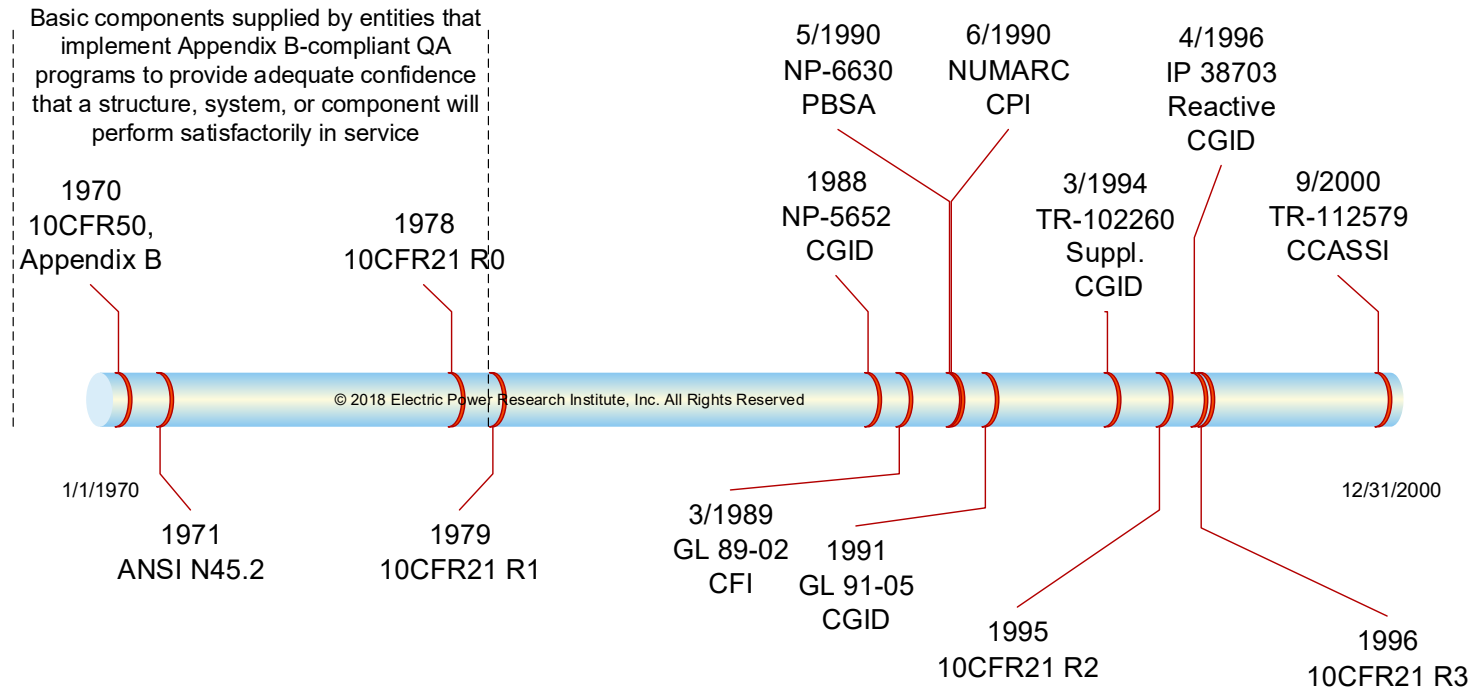 Basic components supplied by entities that
implement Appendix B-compliant QA
programs to provide adequate confidence
that a structure, system, or component will
perform satisfactorily in service
1970
10CFR50,
Appendix B
1978
10CFR21 R0
1988
NP-5652
CGID
5/1990
NP-6630
PBSA
6/1990
NUMARC
CPI
3/1994
TR-102260
Suppl.
CGID
4/1996
IP 38703
Reactive
CGID
9/2000
TR-112579
CCASSI
© 2018 Electric Power Research Institute, Inc. All Rights Reserved
1/1/1970
12/31/2000
1971
ANSI N45.2
1979
10CFR21 R1
3/1989
GL 89-02
CFI
1991
GL 91-05
CGID
1995
10CFR21 R2
1996
10CFR21 R3